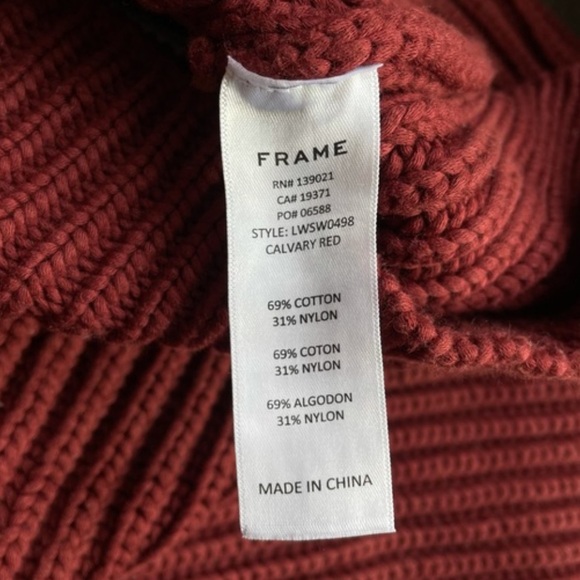 FRAME
RN# 139021
CA# 19371
PO# 06588
STYLE: LWSW0498
CALVARY RED
69% COTTON
31% NYLON
69% COTON
31% NYLON
69% ALGODON
31% NYLON
MADE IN CHINA